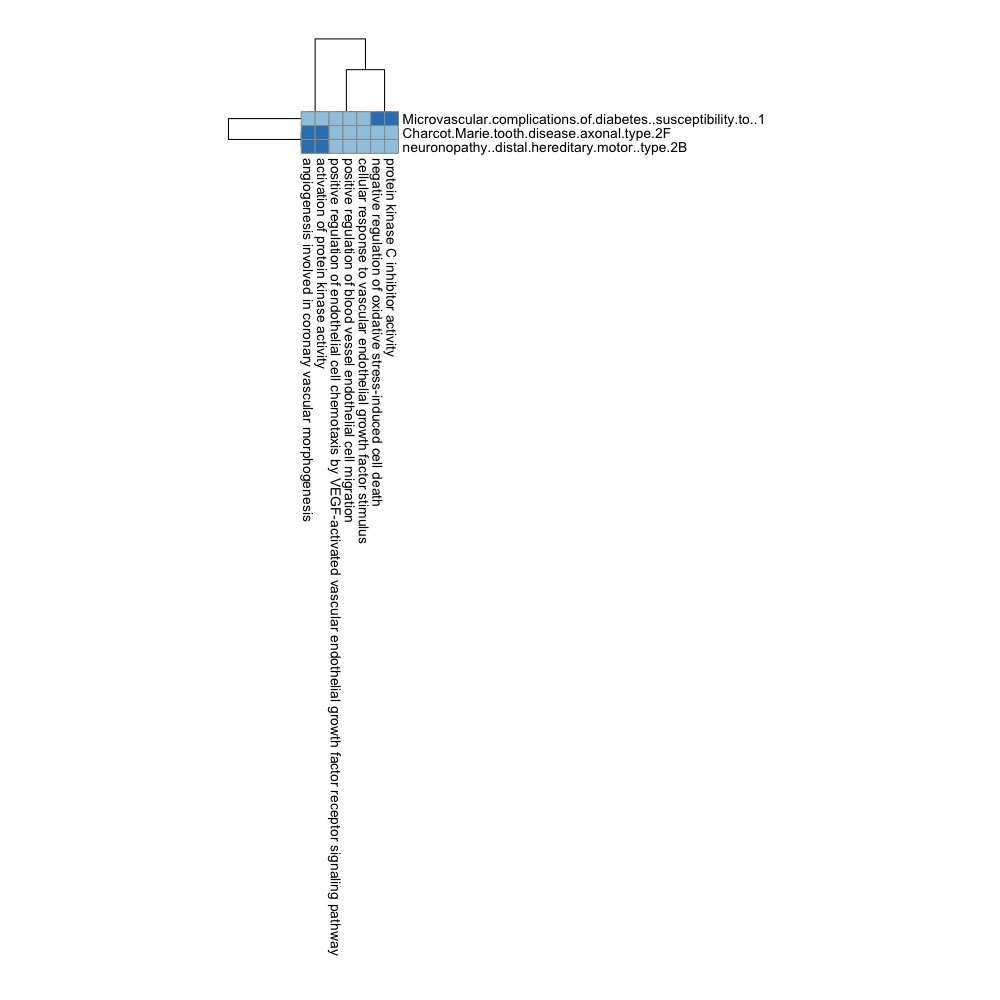 Microvascular.complications.of.diabetes..susceptibility.to..1
Charcot.Marie.tooth.disease.axonal.type.2F
neuronopathy..distal.hereditary.motor..type.2B
angiogenesis involved in coronary vascular morphogenesis
activation of protein kinase activity
positive regulation of endothelial cell chemotaxis by VEGF-activated vascular endothelial growth factor receptor signaling pathway
positive regulation of blood vessel endothelial cell migration
cellular response to vascular endothelial growth factor stimulus
negative regulation of oxidative stress-induced cell death
protein kinase C inhibitor activity